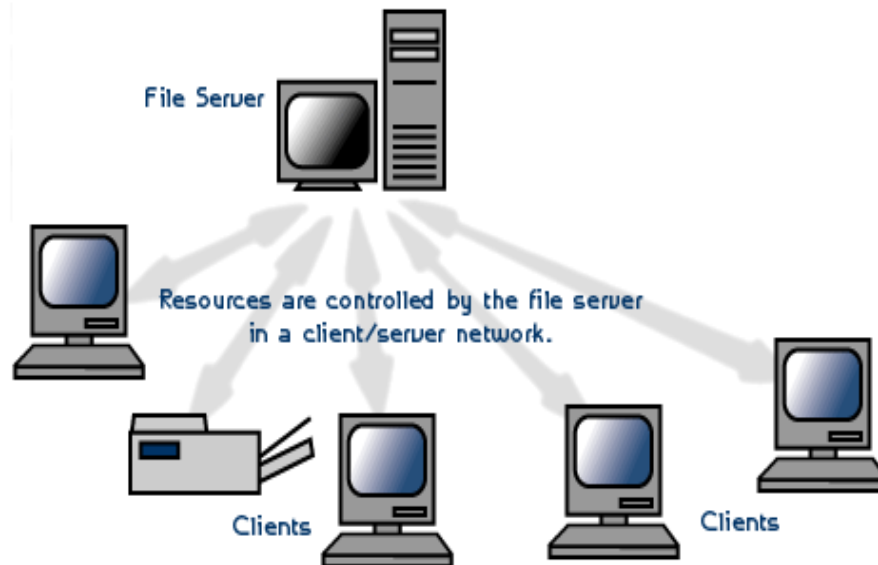 File Server
Resources are controlled by the file server
in a client/server network.
Clients
Clients